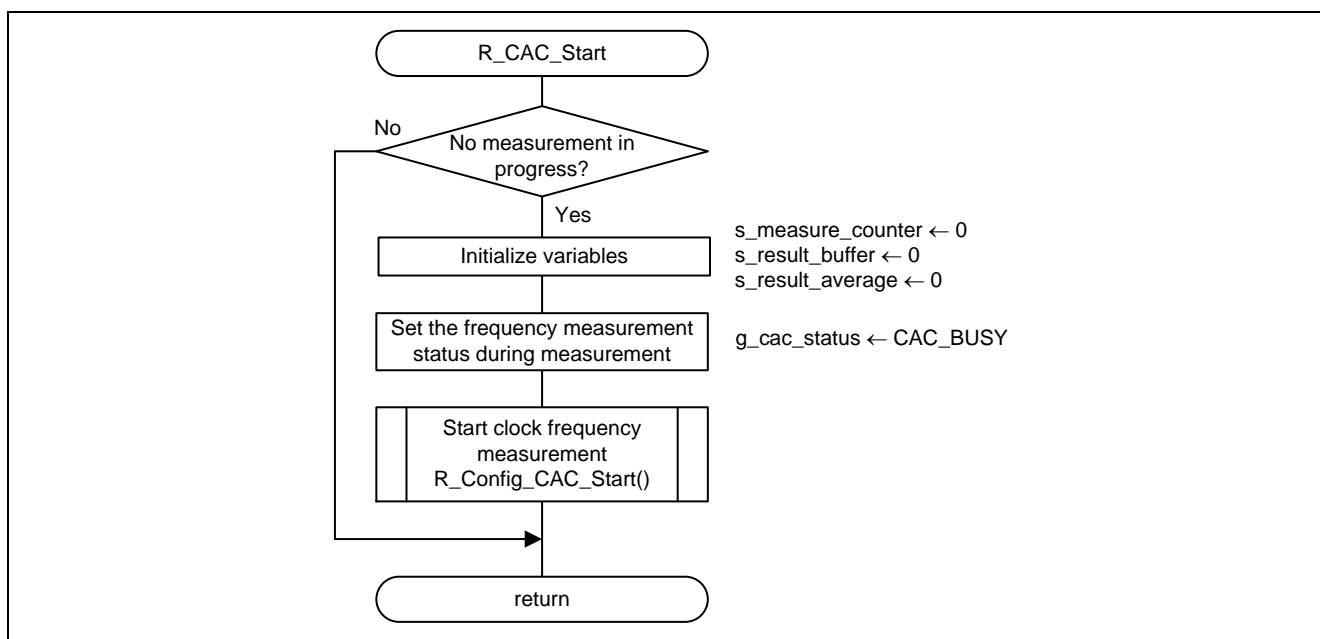 R_CAC_Start
No
No measurement in
progress?
Yes
Initialize variables
s_measure_counter ← 0
s_result_buffer ← 0
s_result_average ← 0
Set the frequency measurement
status during measurement
g_cac_status ← CAC_BUSY
Start clock frequency
measurement
R_Config_CAC_Start()
return